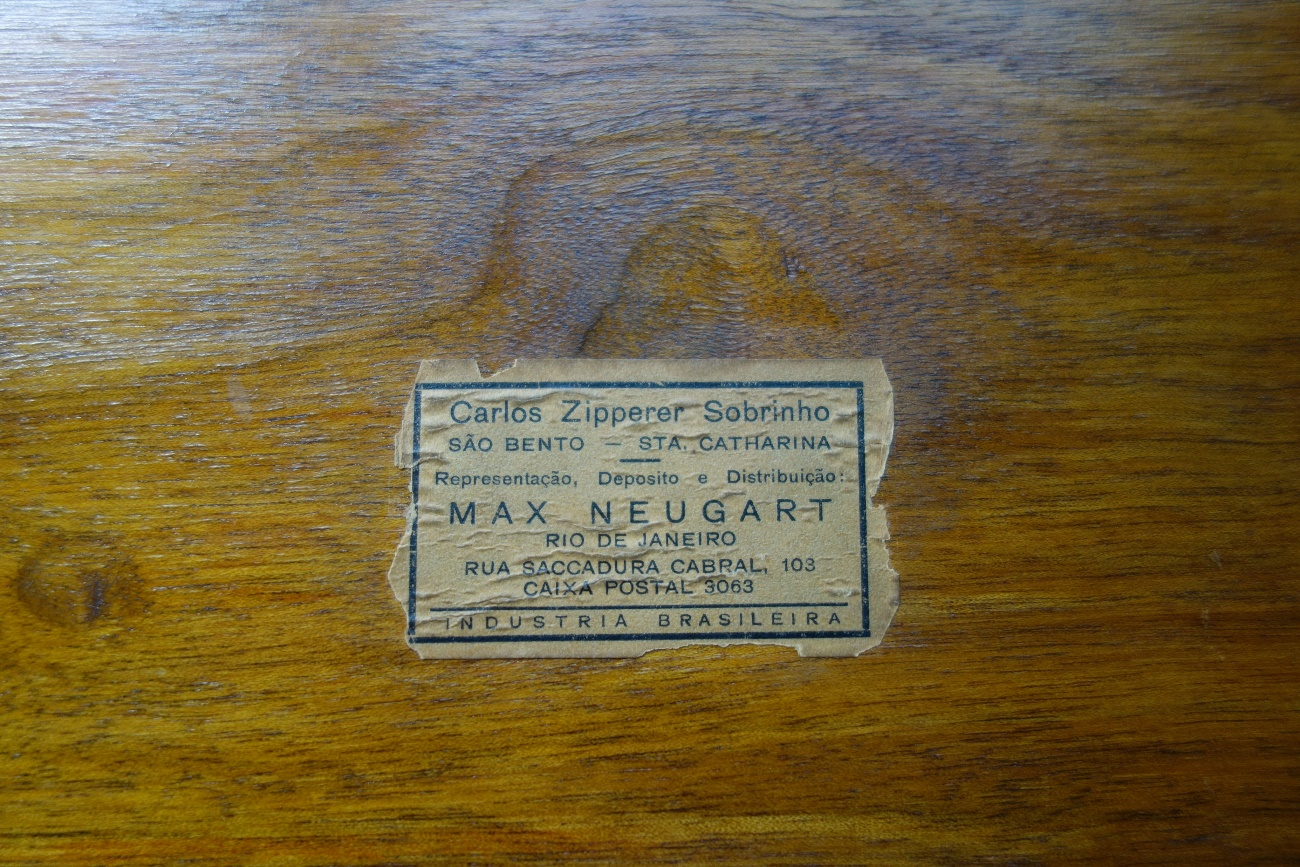 Carlos Zipperer Sobrinho
SÃO BENTO — STA. CATHARINA
Representação, Deposito e Distribuição:
MAX NEUGART
RIO DE JANEIRO
RUA SACCADURA CABRAL, 103
CAIXA POSTAL 3063
INDUSTRIA BRASILEIRA